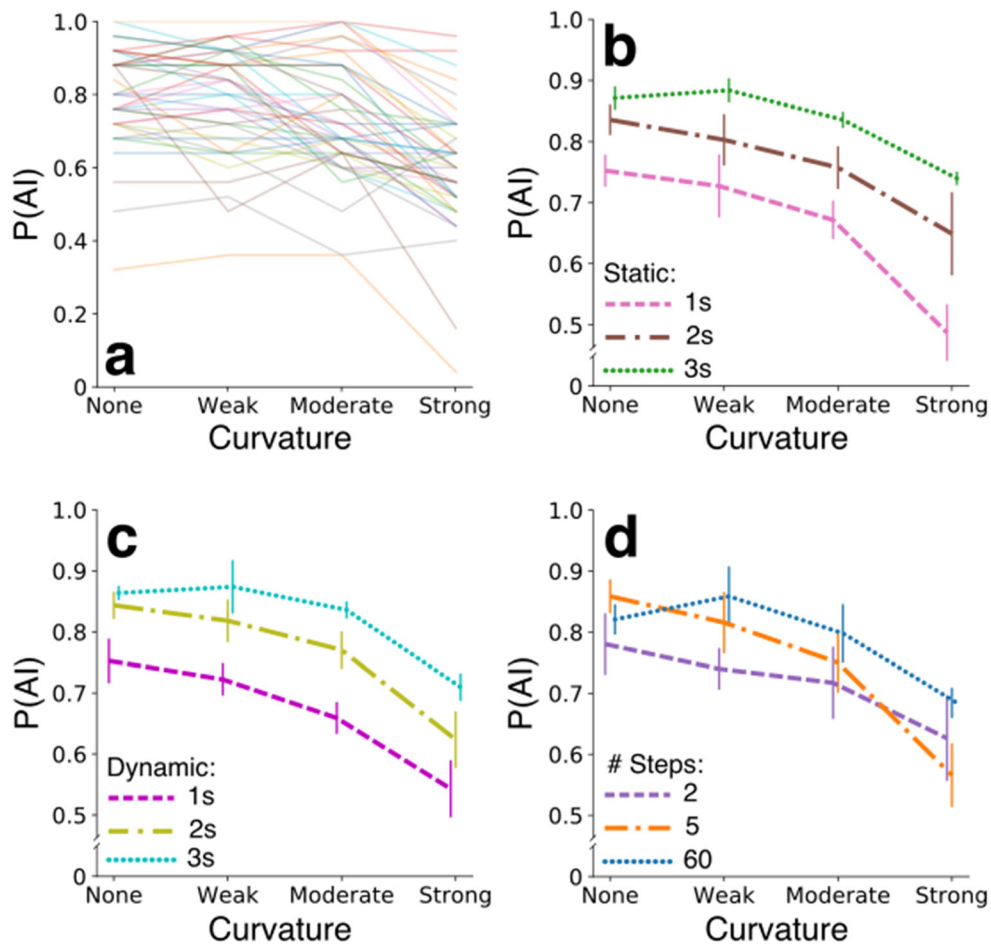 1.0
0.8
0.6
0.4
0.2
0
P(AI)
a
None Weak Moderate Strong
Curvature
1.0
0.9
0.8
0.7
0.6
0.5
0
P(AI)
b
Static:
1s
2s
3s
None Weak Moderate Strong
Curvature
1.0
0.9
0.8
0.7
0.6
0.5
0
P(AI)
c
Dynamic:
1s
2s
3s
None Weak Moderate Strong
Curvature
1.0
0.9
0.8
0.7
0.6
0.5
0
P(AI)
d
# Steps:
2
5
60
None Weak Moderate Strong
Curvature